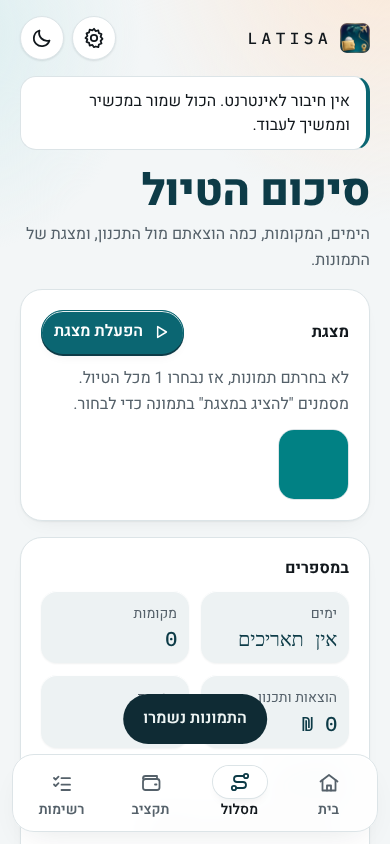 LATISA
אין חיבור לאינטרנט. הכול שמור במכשיר
וממשיך לעבוד.
סיכום הטיול
הימים, המקומות, כמה הוצאתם מול התכנון, ומצגת של
התמונות.
מצגת
הפעלת מצגת
לא בחרתם תמונות, אז נבחרו 1 מכל הטיול.
מסמנים "להציג במצגת" בתמונה כדי לבחור.
במספרים
ימים
אין תאריכים
מקומות
0
הוצאות ותכנון
0 ₪
התמונות נשמרו
בית
מסלול
תקציב
רשימות